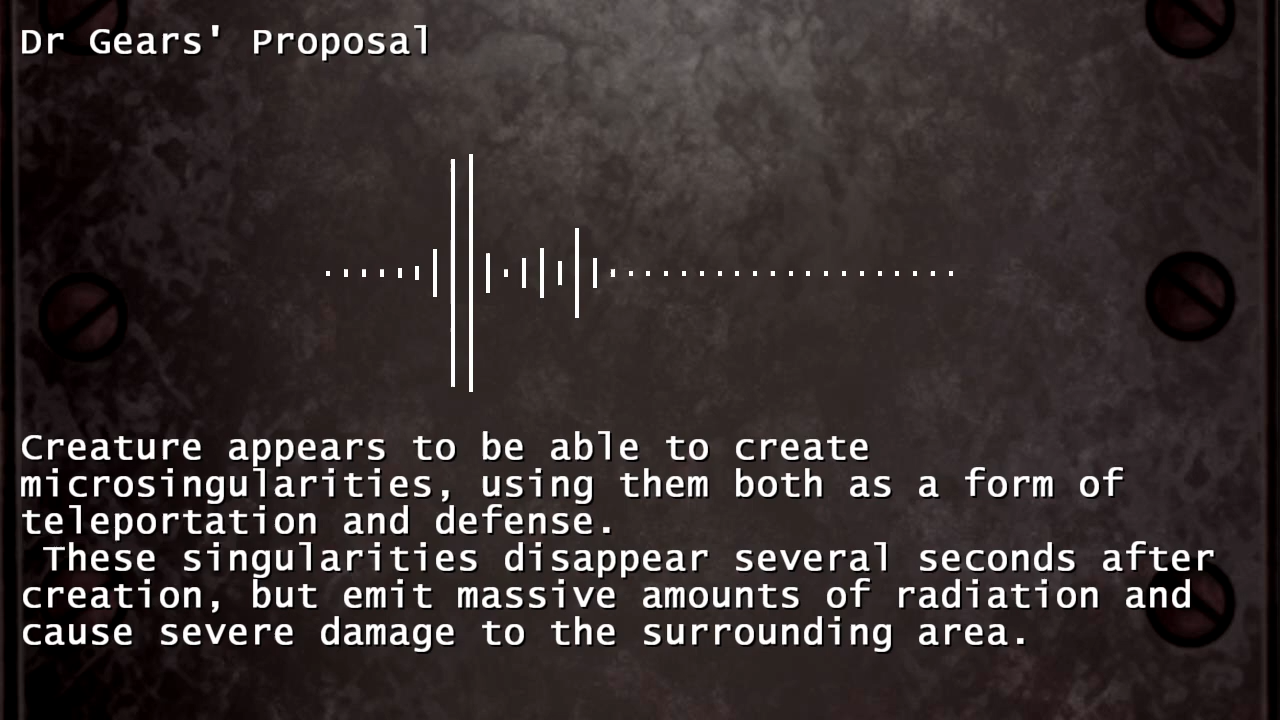 Dr Gears' Proposal
Creature appears to be able to create
microsingularities, using them both as a form of
teleportation and defense.
These singularities disappear several seconds after
creation, but emit massive amounts of radiation and
cause severe damage to the surrounding area.